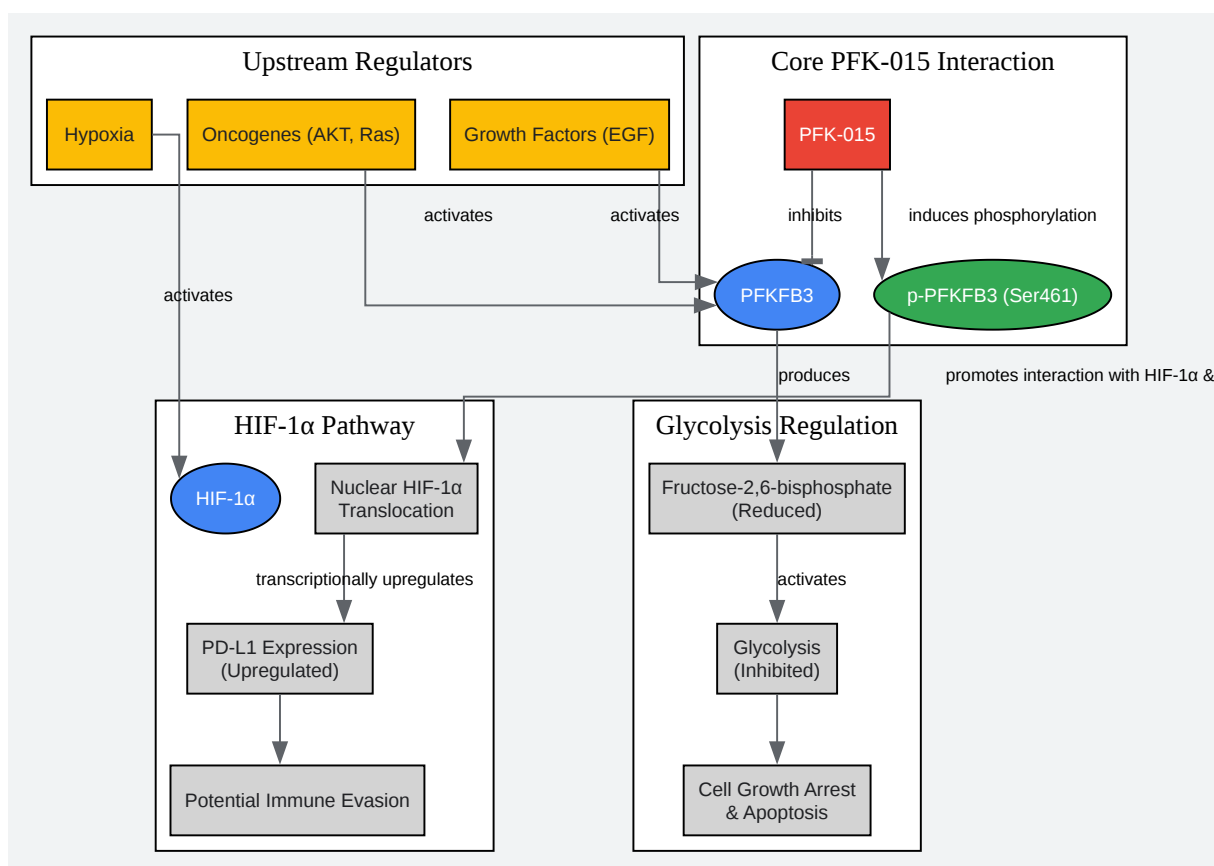 Upstream Regulators
Core PFK-015 Interaction
Hypoxia
Oncogenes (AKT, Ras)
Growth Factors (EGF)
PFK-015
activates
activates
inhibits
induces phosphorylation
PFKFB3
p-PFKFB3 (Ser461)
activates
produces
promotes interaction with HIF-1α &
HIF-1α Pathway
Glycolysis Regulation
HIF-1α
Nuclear HIF-1α
Translocation
Fructose-2,6-bisphosphate
(Reduced)
transcriptionally upregulates
activates
PD-L1 Expression
(Upregulated)
Glycolysis
(Inhibited)
Potential Immune Evasion
Cell Growth Arrest
& Apoptosis